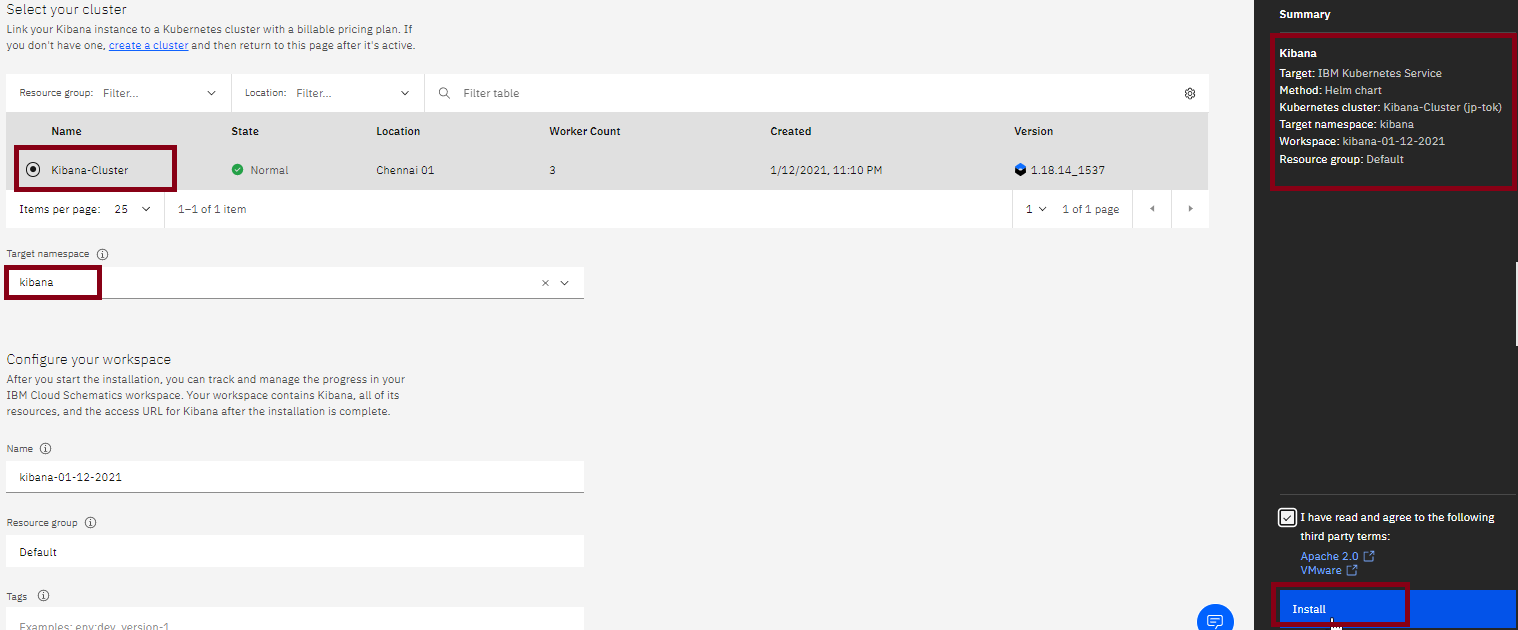 Select your cluster
Link your Kibana instance to a Kubernetes cluster with a billable pricing plan. If
you don't have one, create a cluster and then return to this page after it's active.
Resource group: Filter...
Location: Filter...
Filter table
Name State Location Worker Count Created Version
Kibana-Cluster Normal Chennai 01 3 1/12/2021, 11:10 PM 1.18.14_1537
Items per page: 25 1–1 of 1 item 1 1 of 1 page
Target namespace
kibana
Configure your workspace
After you start the installation, you can track and manage the progress in your
IBM Cloud Schematics workspace. Your workspace contains Kibana, all of its
resources, and the access URL for Kibana after the installation is complete.
Name
kibana-01-12-2021
Resource group
Default
Tags
Examples: env:dev, version-1
Summary
Kibana
Target: IBM Kubernetes Service
Method: Helm chart
Kubernetes cluster: Kibana-Cluster (jp-tok)
Target namespace: kibana
Workspace: kibana-01-12-2021
Resource group: Default
I have read and agree to the following
third party terms:
Apache 2.0
VMware
Install